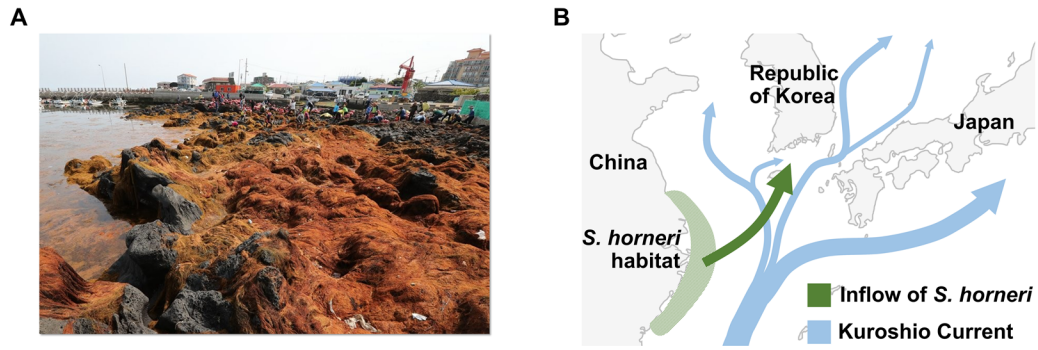 A
B
Republic
of Korea
Japan
China
S. horneri
habitat
Inflow of S. horneri
Kuroshio Current